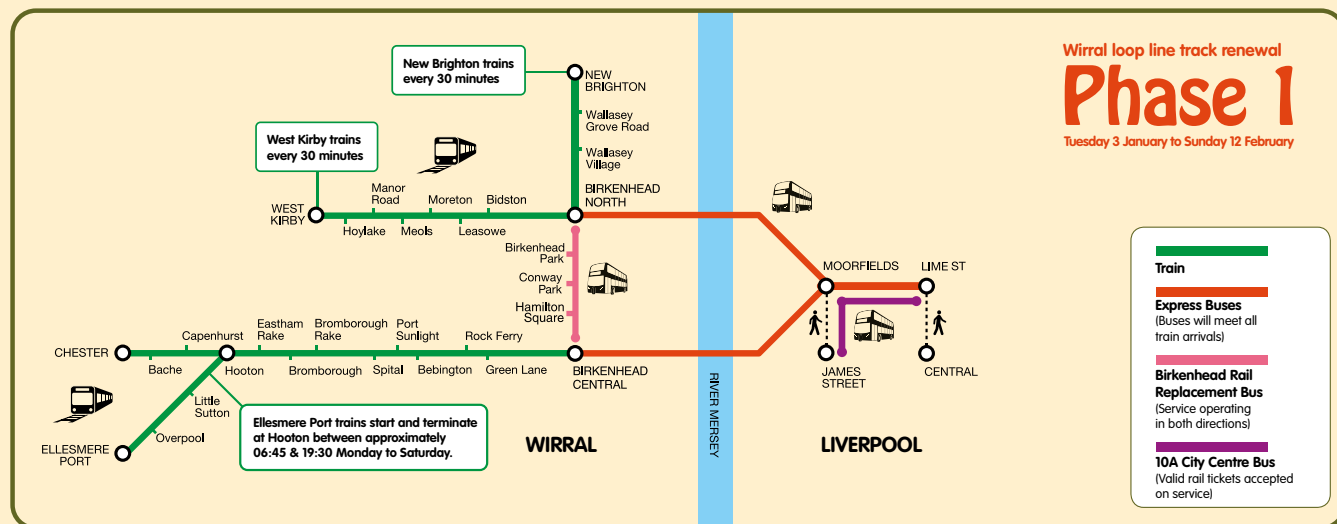 Wirral loop line track renewal
Phase 1
Tuesday 3 January to Sunday 12 February
New Brighton trains
every 30 minutes
NEW
BRIGHTON
Wallasey
Grove Road
Wallasey
Village
West Kirby trains
every 30 minutes
BIRKENHEAD
NORTH
WEST
KIRBY
Manor
Road
Moreton
Bidston
Hoylake
Meols
Leasowe
Birkenhead
Park
Conway
Park
Hamilton
Square
MOORFIELDS
LIME ST
JAMES
STREET
CENTRAL
CHESTER
Capenhurst
Eastham
Rake
Bromborough
Rake
Port
Sunlight
Rock Ferry
Bache
Hooton
Bromborough
Spital
Bebington
Green Lane
BIRKENHEAD
CENTRAL
Little
Sutton
Overpool
ELLESMERE
PORT
Ellesmere Port trains start and terminate
at Hooton between approximately
06:45 & 19:30 Monday to Saturday.
WIRRAL
RIVER MERSEY
LIVERPOOL
Train
Express Buses
(Buses will meet all
train arrivals)
Birkenhead Rail
Replacement Bus
(Service operating
in both directions)
10A City Centre Bus
(Valid rail tickets accepted
on service)